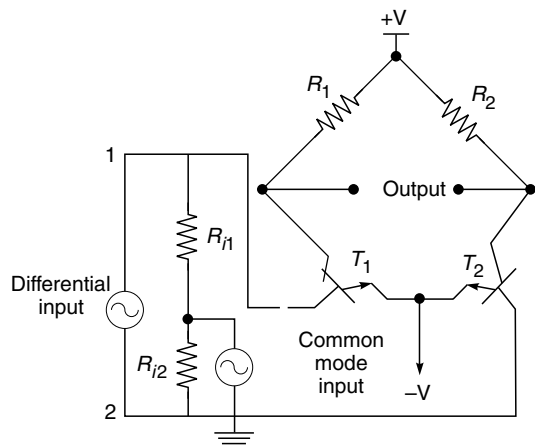 +V
R1
R2
1
Output
Ri1
T1
T2
Differential
input
Common
mode
input
Ri2
–V
2